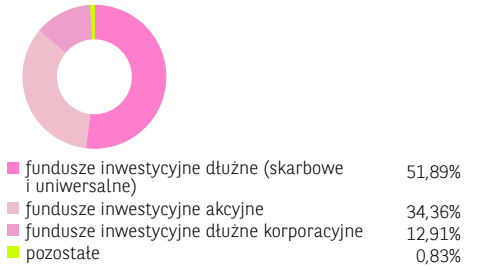 fundusze inwestycyjne dłużne (skarbowe
i uniwersalne) 51,89%
fundusze inwestycyjne akcyjne 34,36%
fundusze inwestycyjne dłużne korporacyjne 12,91%
pozostałe 0,83%